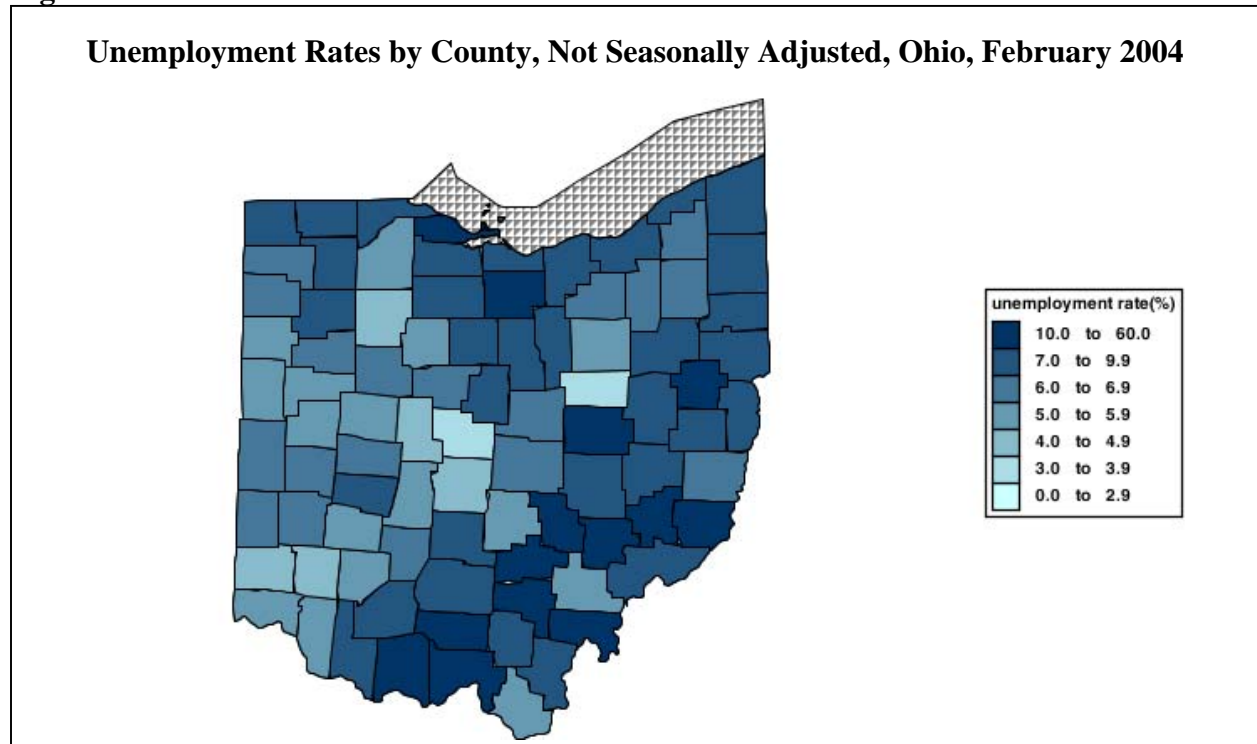 Unemployment Rates by County, Not Seasonally Adjusted, Ohio, February 2004
unemployment rate(%)
10.0 to 60.0
7.0 to 9.9
6.0 to 6.9
5.0 to 5.9
4.0 to 4.9
3.0 to 3.9
0.0 to 2.9